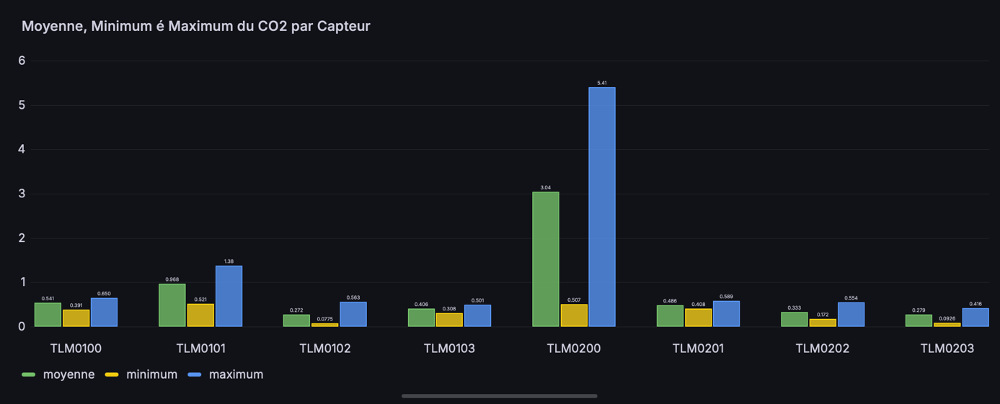 Moyenne, Minimum é Maximum du CO2 par Capteur
6
5.41
5
4
3.04
3
2
1.38
1
0.968
0.541 0.391 0.650 0.521 0.272 0.0775 0.563 0.406 0.308 0.501 0.507 0.486 0.408 0.589 0.333 0.172 0.554 0.279 0.0926 0.416
0
TLM0100 TLM0101 TLM0102 TLM0103 TLM0200 TLM0201 TLM0202 TLM0203
moyenne minimum maximum